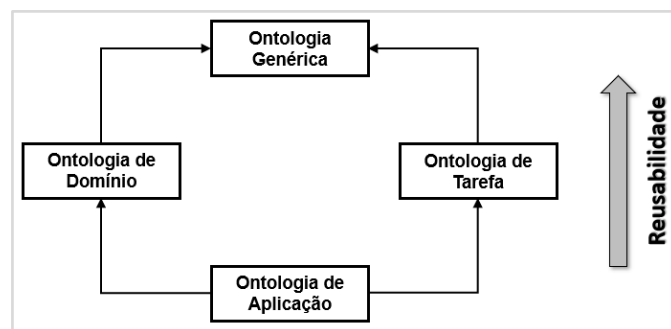 Ontologia
Genérica
Ontologia de
Domínio
Ontologia de
Tarefa
Ontologia de
Aplicação
Reusabilidade